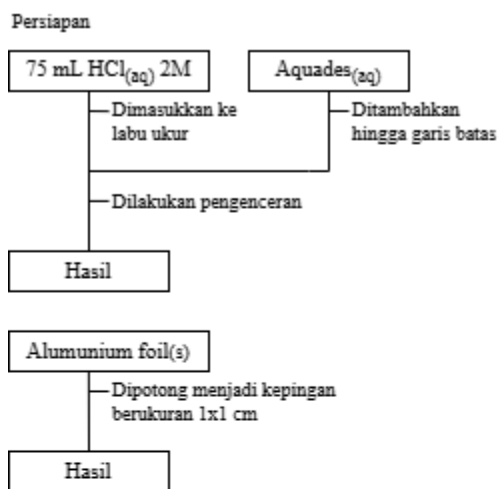 Persiapan
75 mL HCl(aq) 2M
Aquades(aq)
Dimasukkan ke
labu ukur
Ditambahkan
hingga garis batas
Dilakukan pengenceran
Hasil
Alumunium foil(s)
Dipotong menjadi kepingan
berukuran 1x1 cm
Hasil